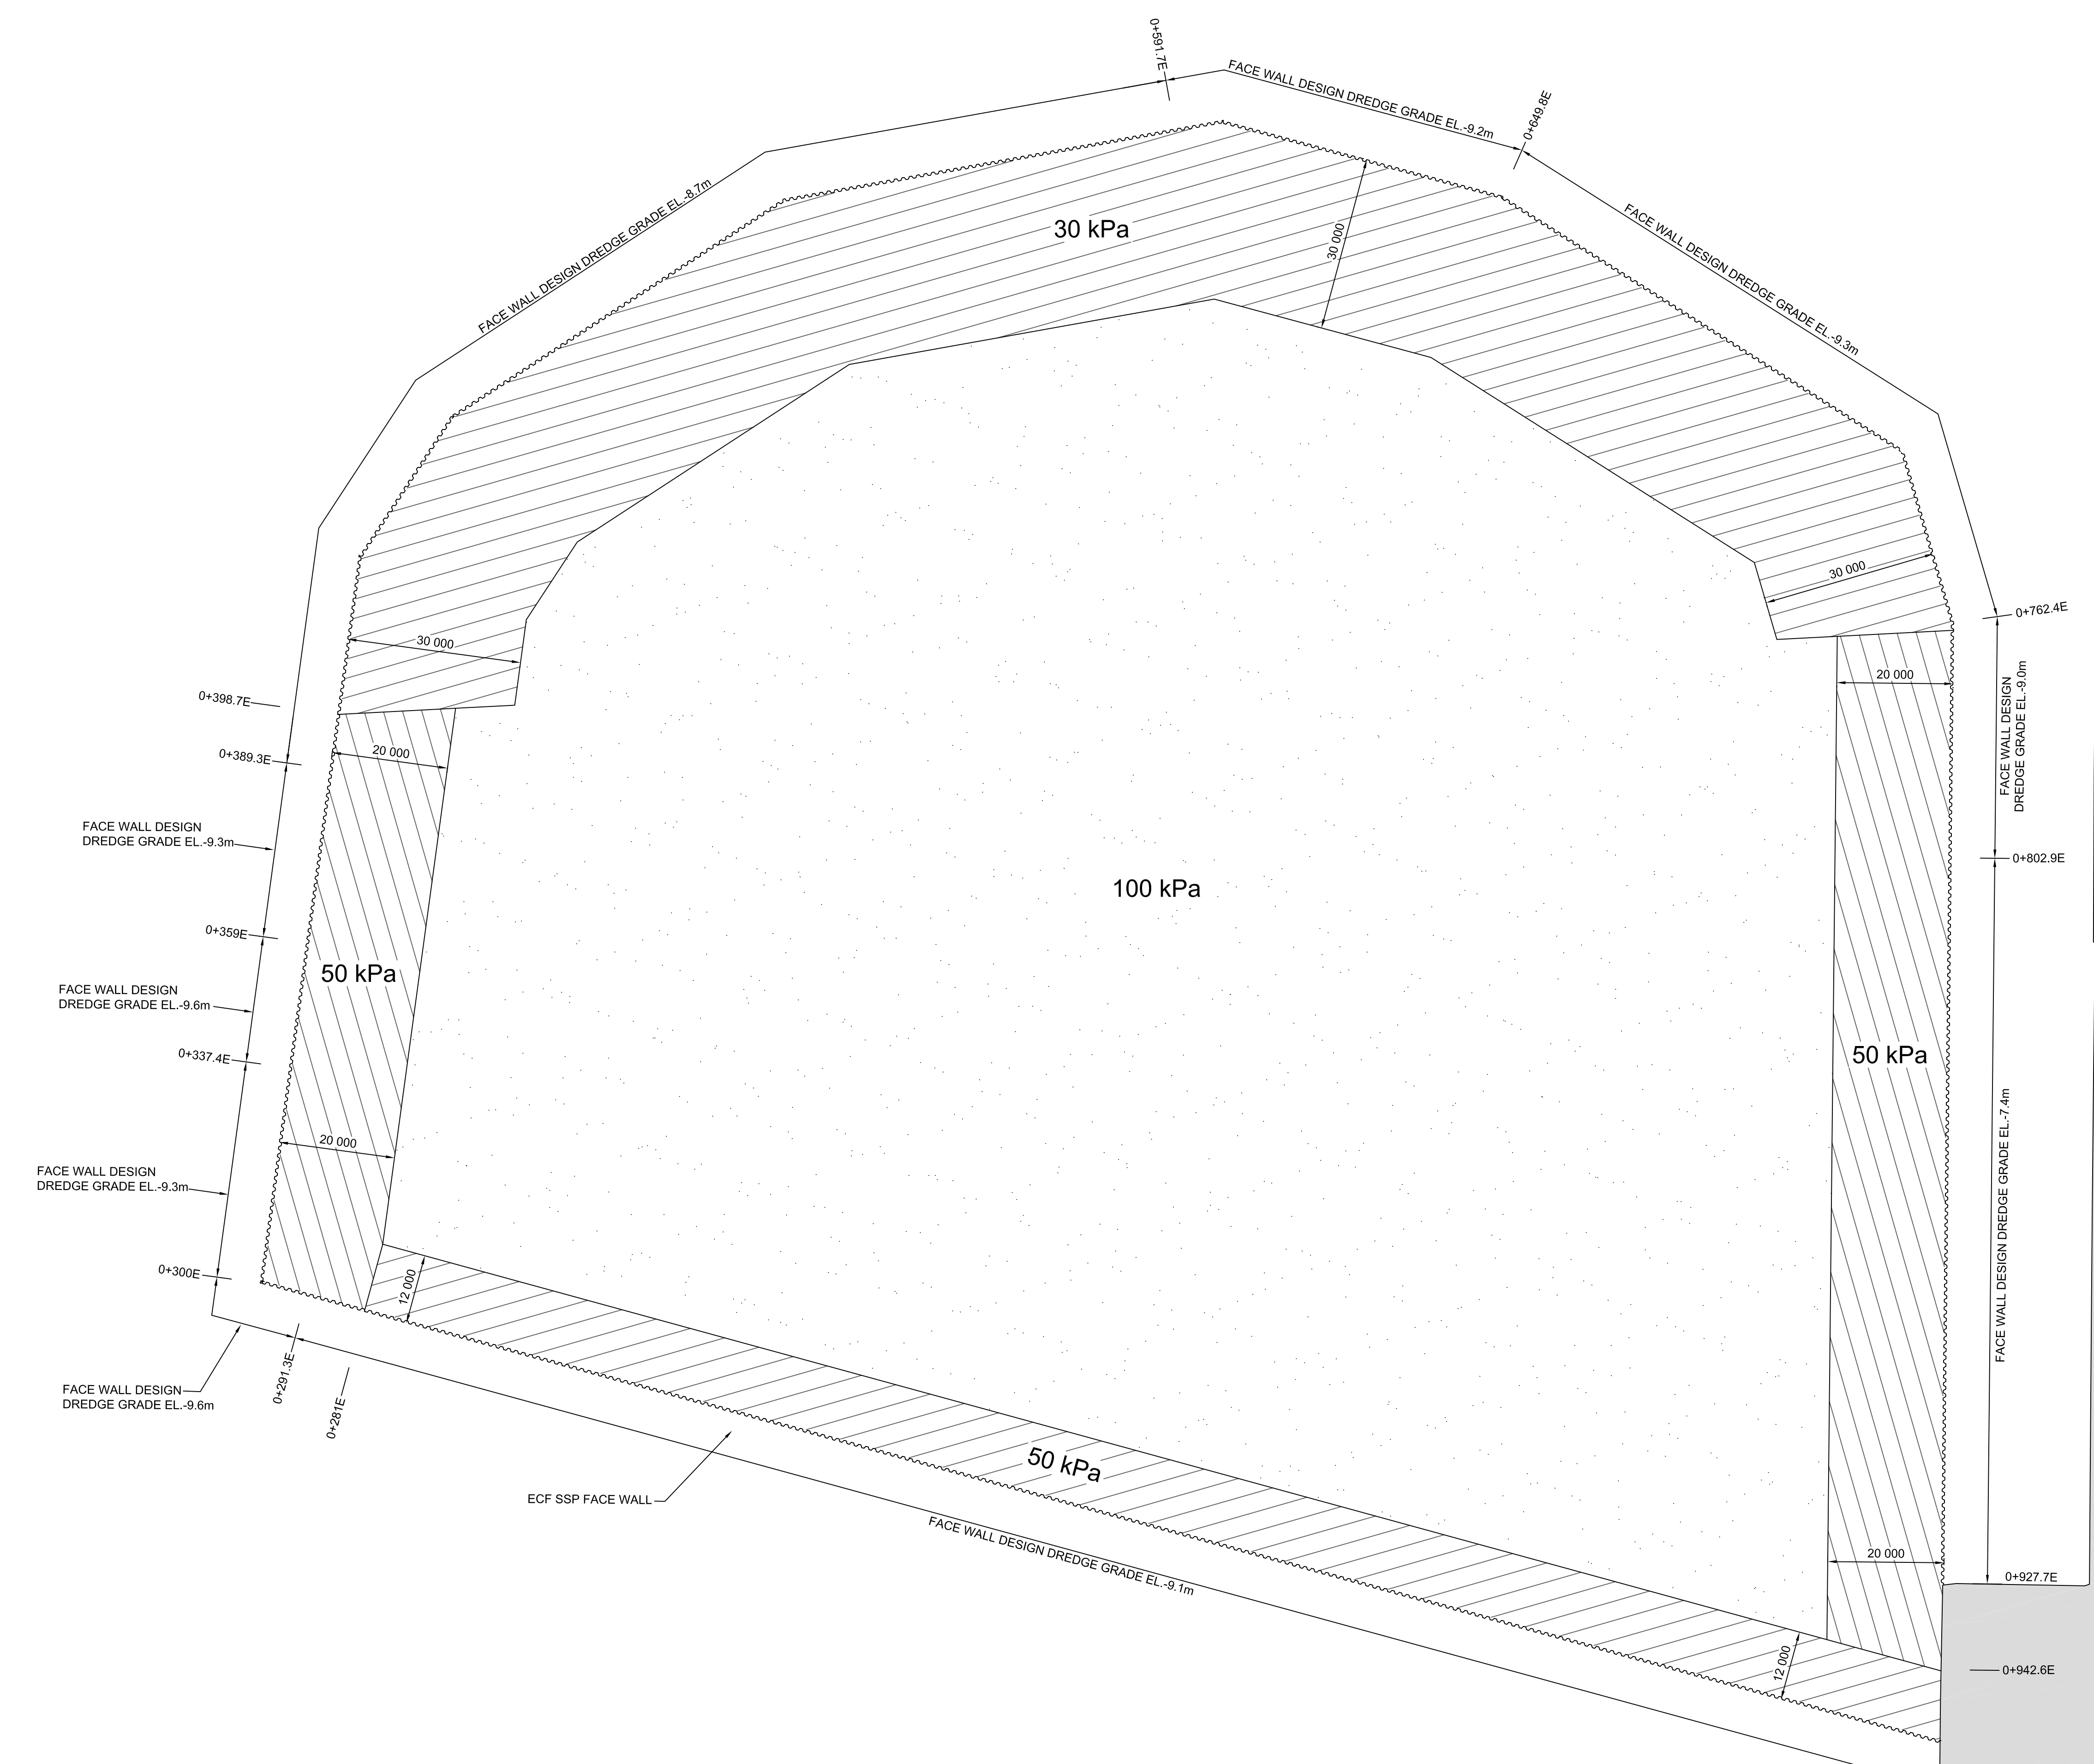 0+591.7E
FACE WALL DESIGN DREDGE GRADE EL.-9.2m
0+649.8E
FACE WALL DESIGN DREDGE GRADE EL.-8.7m
30 kPa
30 000
FACE WALL DESIGN DREDGE GRADE EL.-9.3m
30 000
0+762.4E
30 000
20 000
FACE WALL DESIGN
DREDGE GRADE EL.-9.0m
0+398.7E
0+389.3E
20 000
FACE WALL DESIGN
DREDGE GRADE EL.-9.3m
0+802.9E
100 kPa
0+359E
50 kPa
FACE WALL DESIGN
DREDGE GRADE EL.-9.6m
0+337.4E
50 kPa
20 000
FACE WALL DESIGN
DREDGE GRADE EL.-9.3m
FACE WALL DESIGN DREDGE GRADE EL.-7.4m
0+300E
12 000
0+291.3E
FACE WALL DESIGN
DREDGE GRADE EL.-9.6m
0+281E
50 kPa
ECF SSP FACE WALL
FACE WALL DESIGN DREDGE GRADE EL.-9.1m
20 000
0+927.7E
12 000
0+942.6E